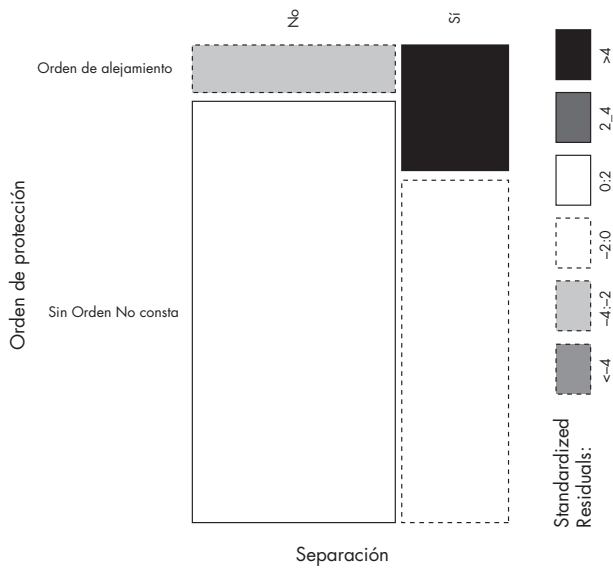 No
Sí
Orden de alejamiento
Sin Orden No consta
Orden de protección
Separación
Standardized
Residuals:
<–4
–4:–2
–2:0
0:2
2_4
>4